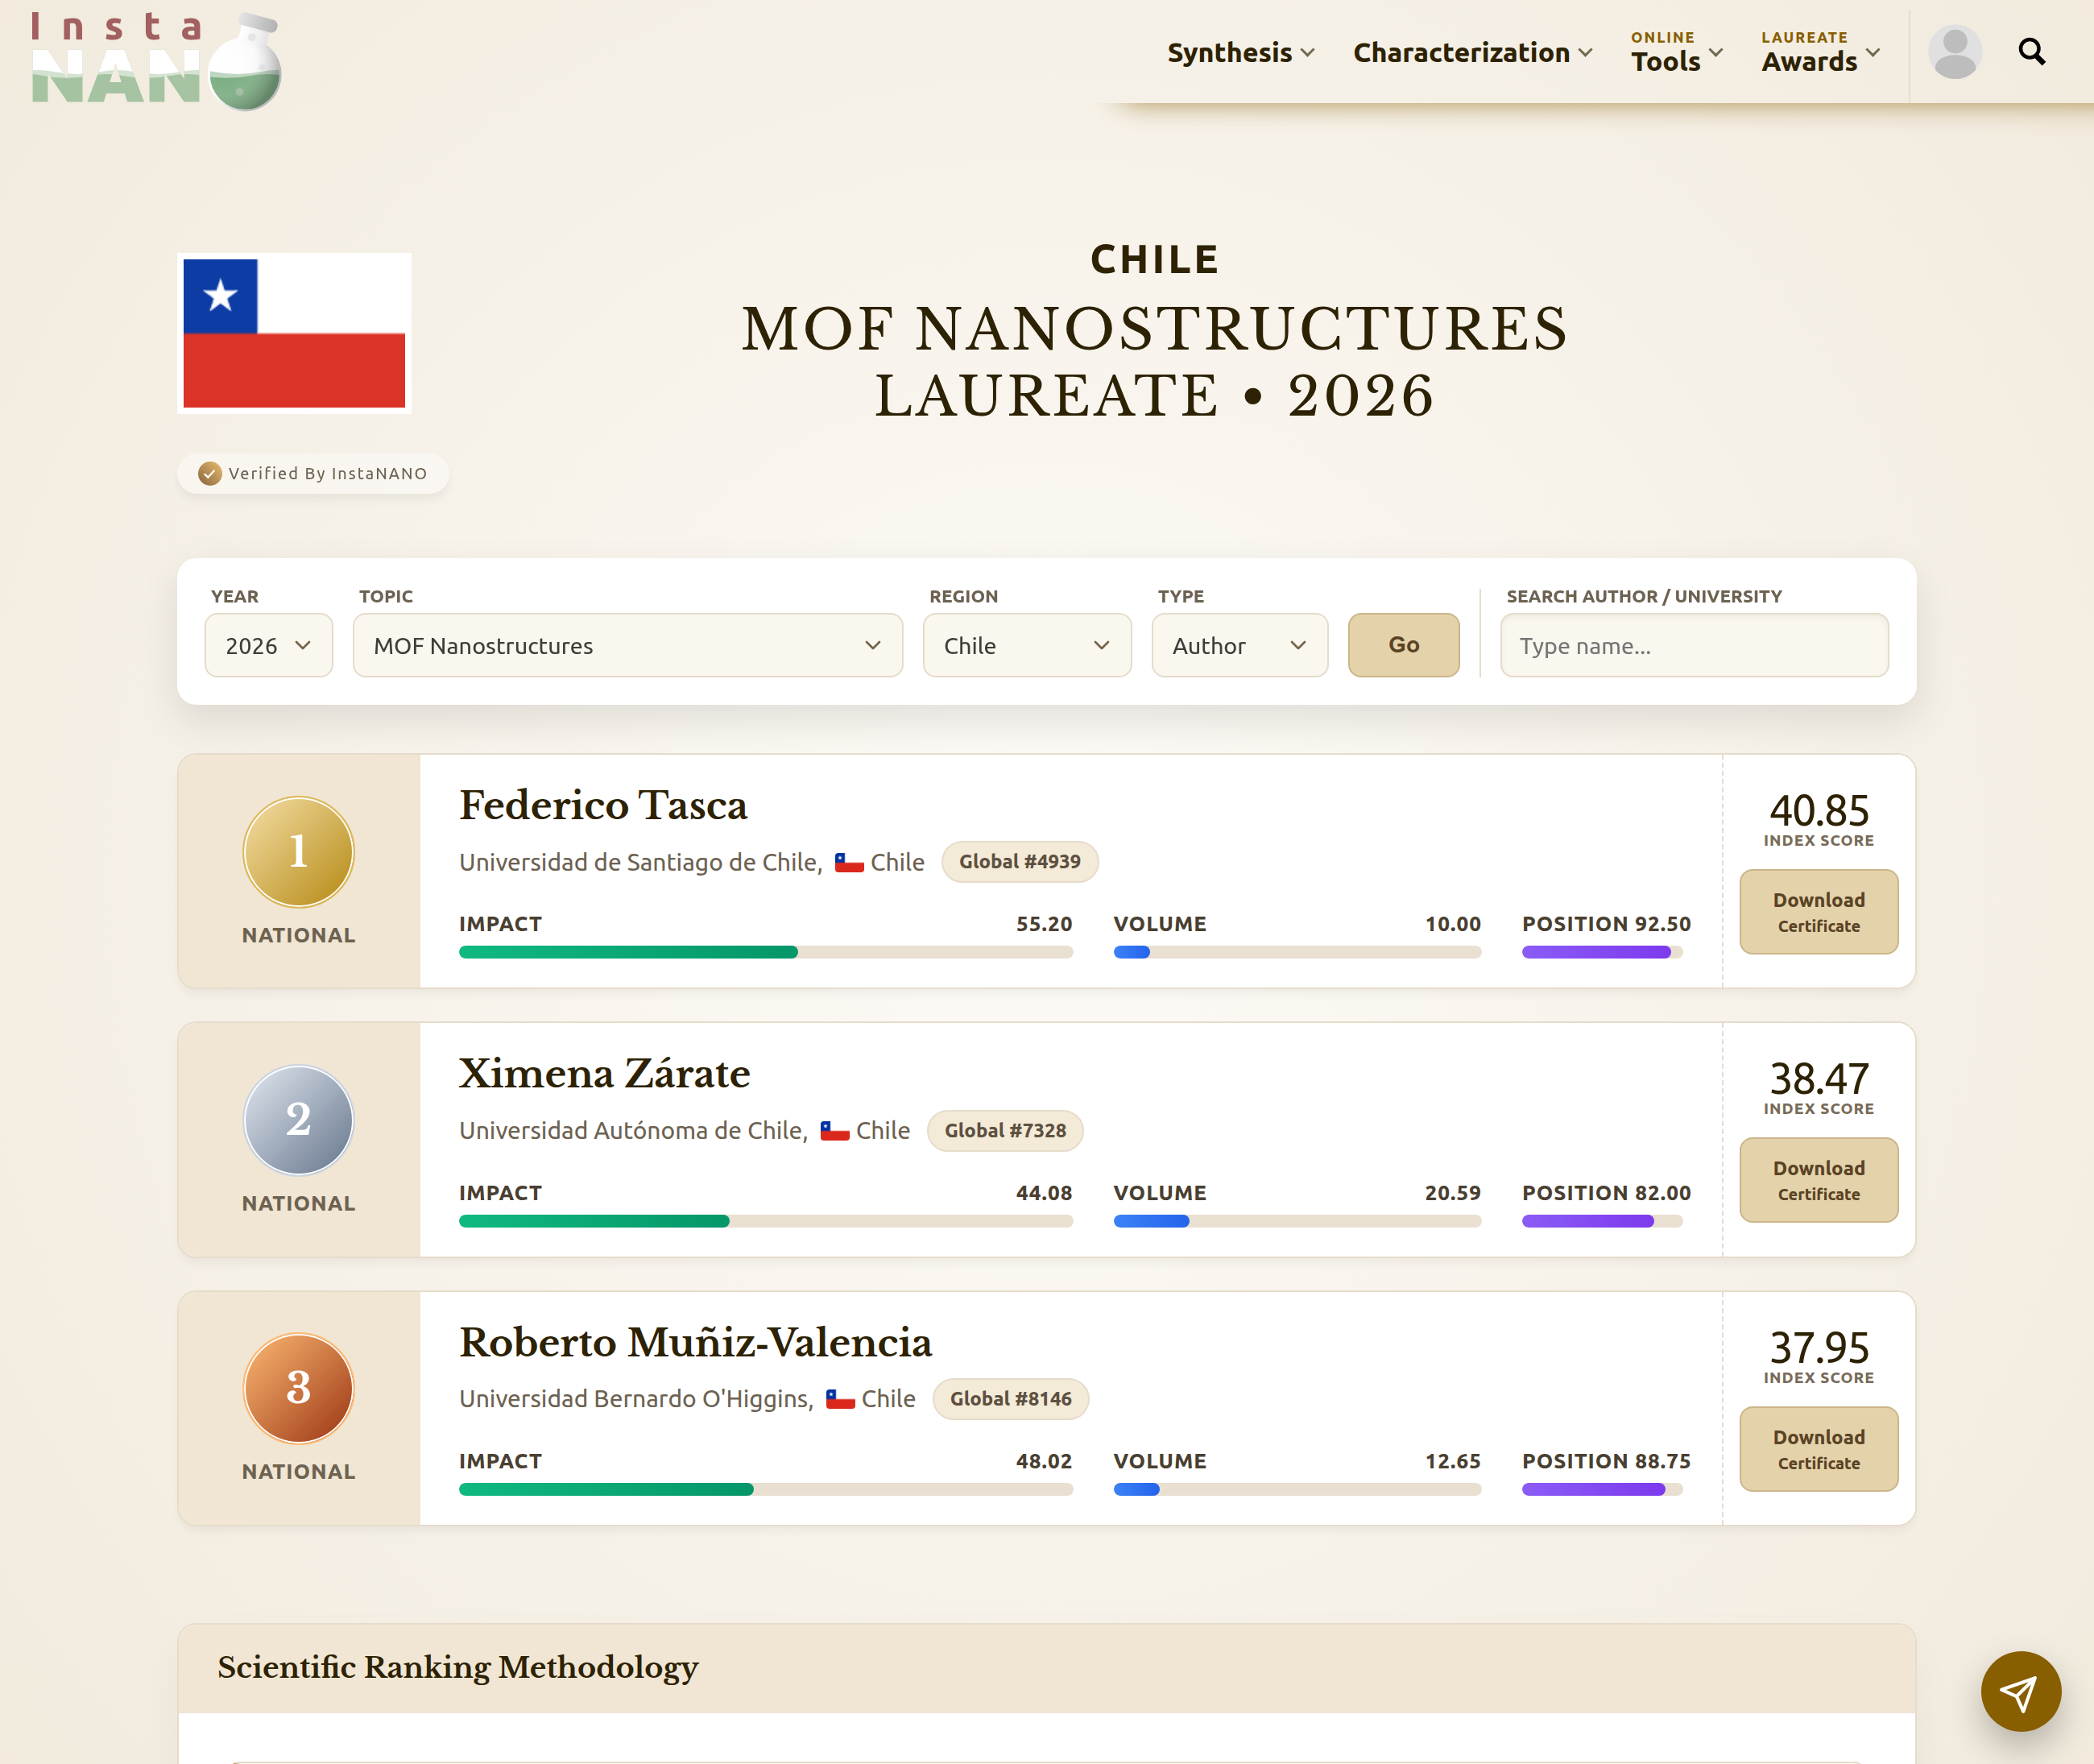 Insta
NANO
Synthesis
Characterization
ONLINE
Tools
LAUREATE
Awards
CHILE
MOF NANOSTRUCTURES
LAUREATE • 2026
Verified By InstaNANO
YEAR
TOPIC
REGION
TYPE
SEARCH AUTHOR / UNIVERSITY
2026
MOF Nanostructures
Chile
Author
Go
Type name...
1
NATIONAL
Federico Tasca
Universidad de Santiago de Chile, Chile Global #4939
IMPACT 55.20
VOLUME 10.00
POSITION 92.50
40.85
INDEX SCORE
Download
Certificate
2
NATIONAL
Ximena Zárate
Universidad Autónoma de Chile, Chile Global #7328
IMPACT 44.08
VOLUME 20.59
POSITION 82.00
38.47
INDEX SCORE
Download
Certificate
3
NATIONAL
Roberto Muñiz-Valencia
Universidad Bernardo O'Higgins, Chile Global #8146
IMPACT 48.02
VOLUME 12.65
POSITION 88.75
37.95
INDEX SCORE
Download
Certificate
Scientific Ranking Methodology